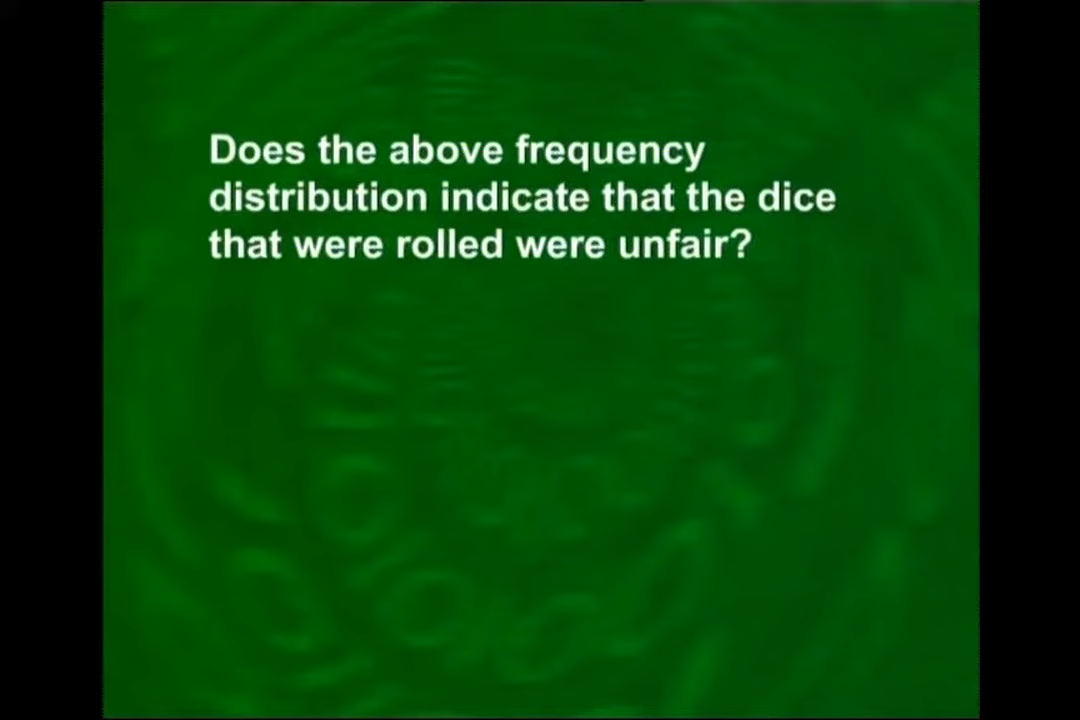 Does the above frequency
distribution indicate that the dice
that were rolled were unfair?